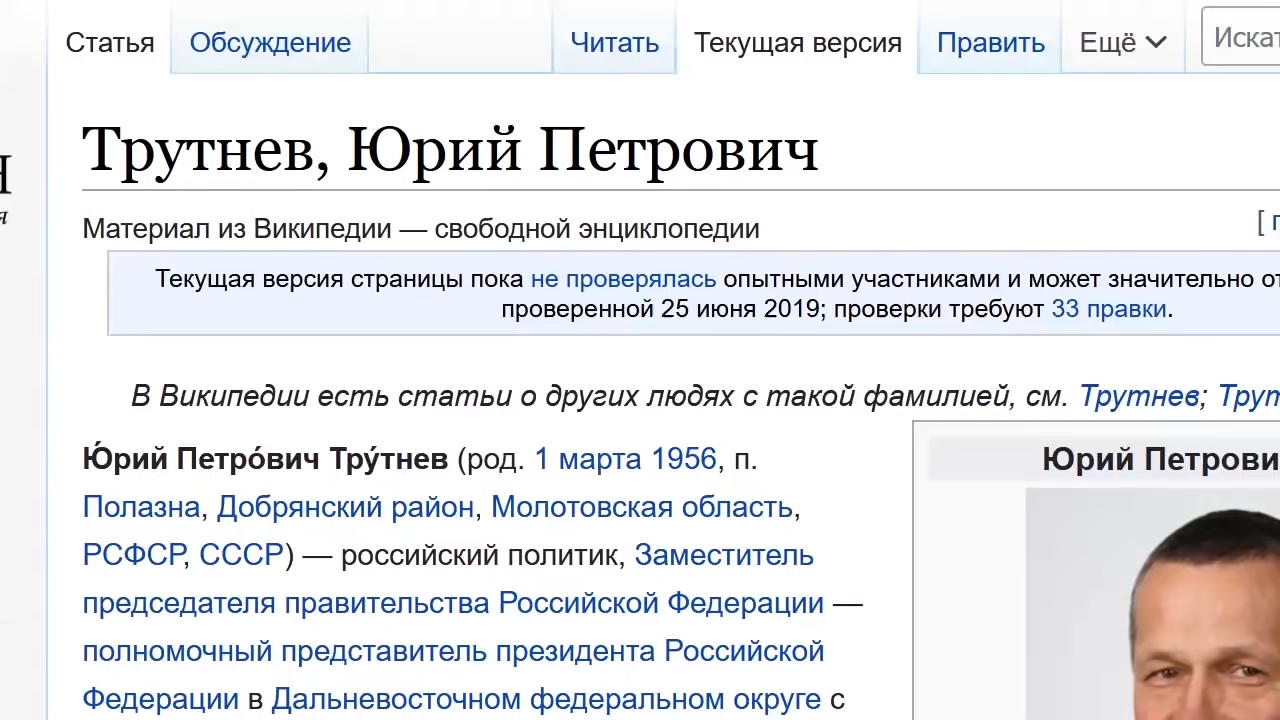 Статья Обсуждение Читать Текущая версия Править Ещё Искат
Трутнев, Юрий Петрович
Материал из Википедии — свободной энциклопедии
Текущая версия страницы пока не проверялась опытными участниками и может значительно от
проверенной 25 июня 2019; проверки требуют 33 правки.
В Википедии есть статьи о других людях с такой фамилией, см. Трутнев; Трут
Ю́рий Петро́вич Тру́тнев (род. 1 марта 1956, п.
Полазна, Добрянский район, Молотовская область,
РСФСР, СССР) — российский политик, Заместитель
председателя правительства Российской Федерации —
полномочный представитель президента Российской
Федерации в Дальневосточном федеральном округе с
Юрий Петрови